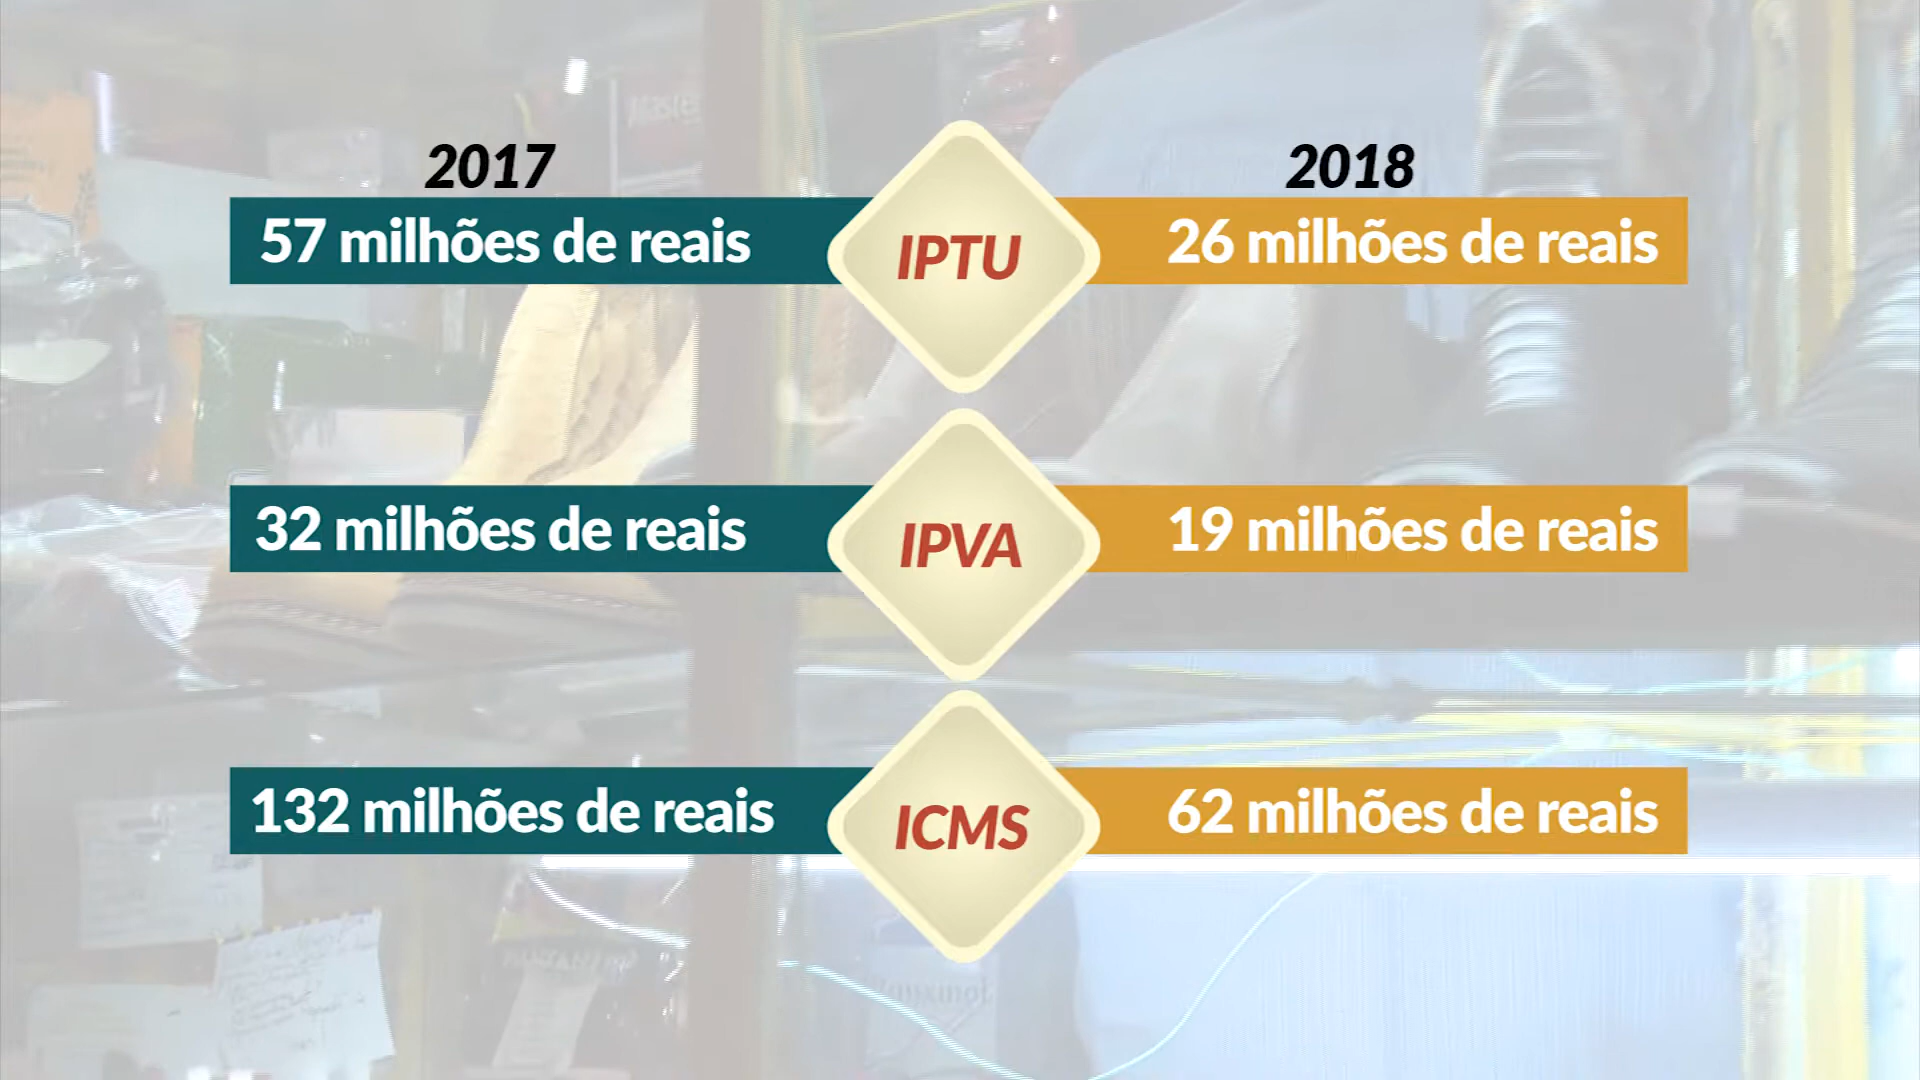 2017
2018
57 milhões de reais
IPTU
26 milhões de reais
32 milhões de reais
IPVA
19 milhões de reais
132 milhões de reais
ICMS
62 milhões de reais